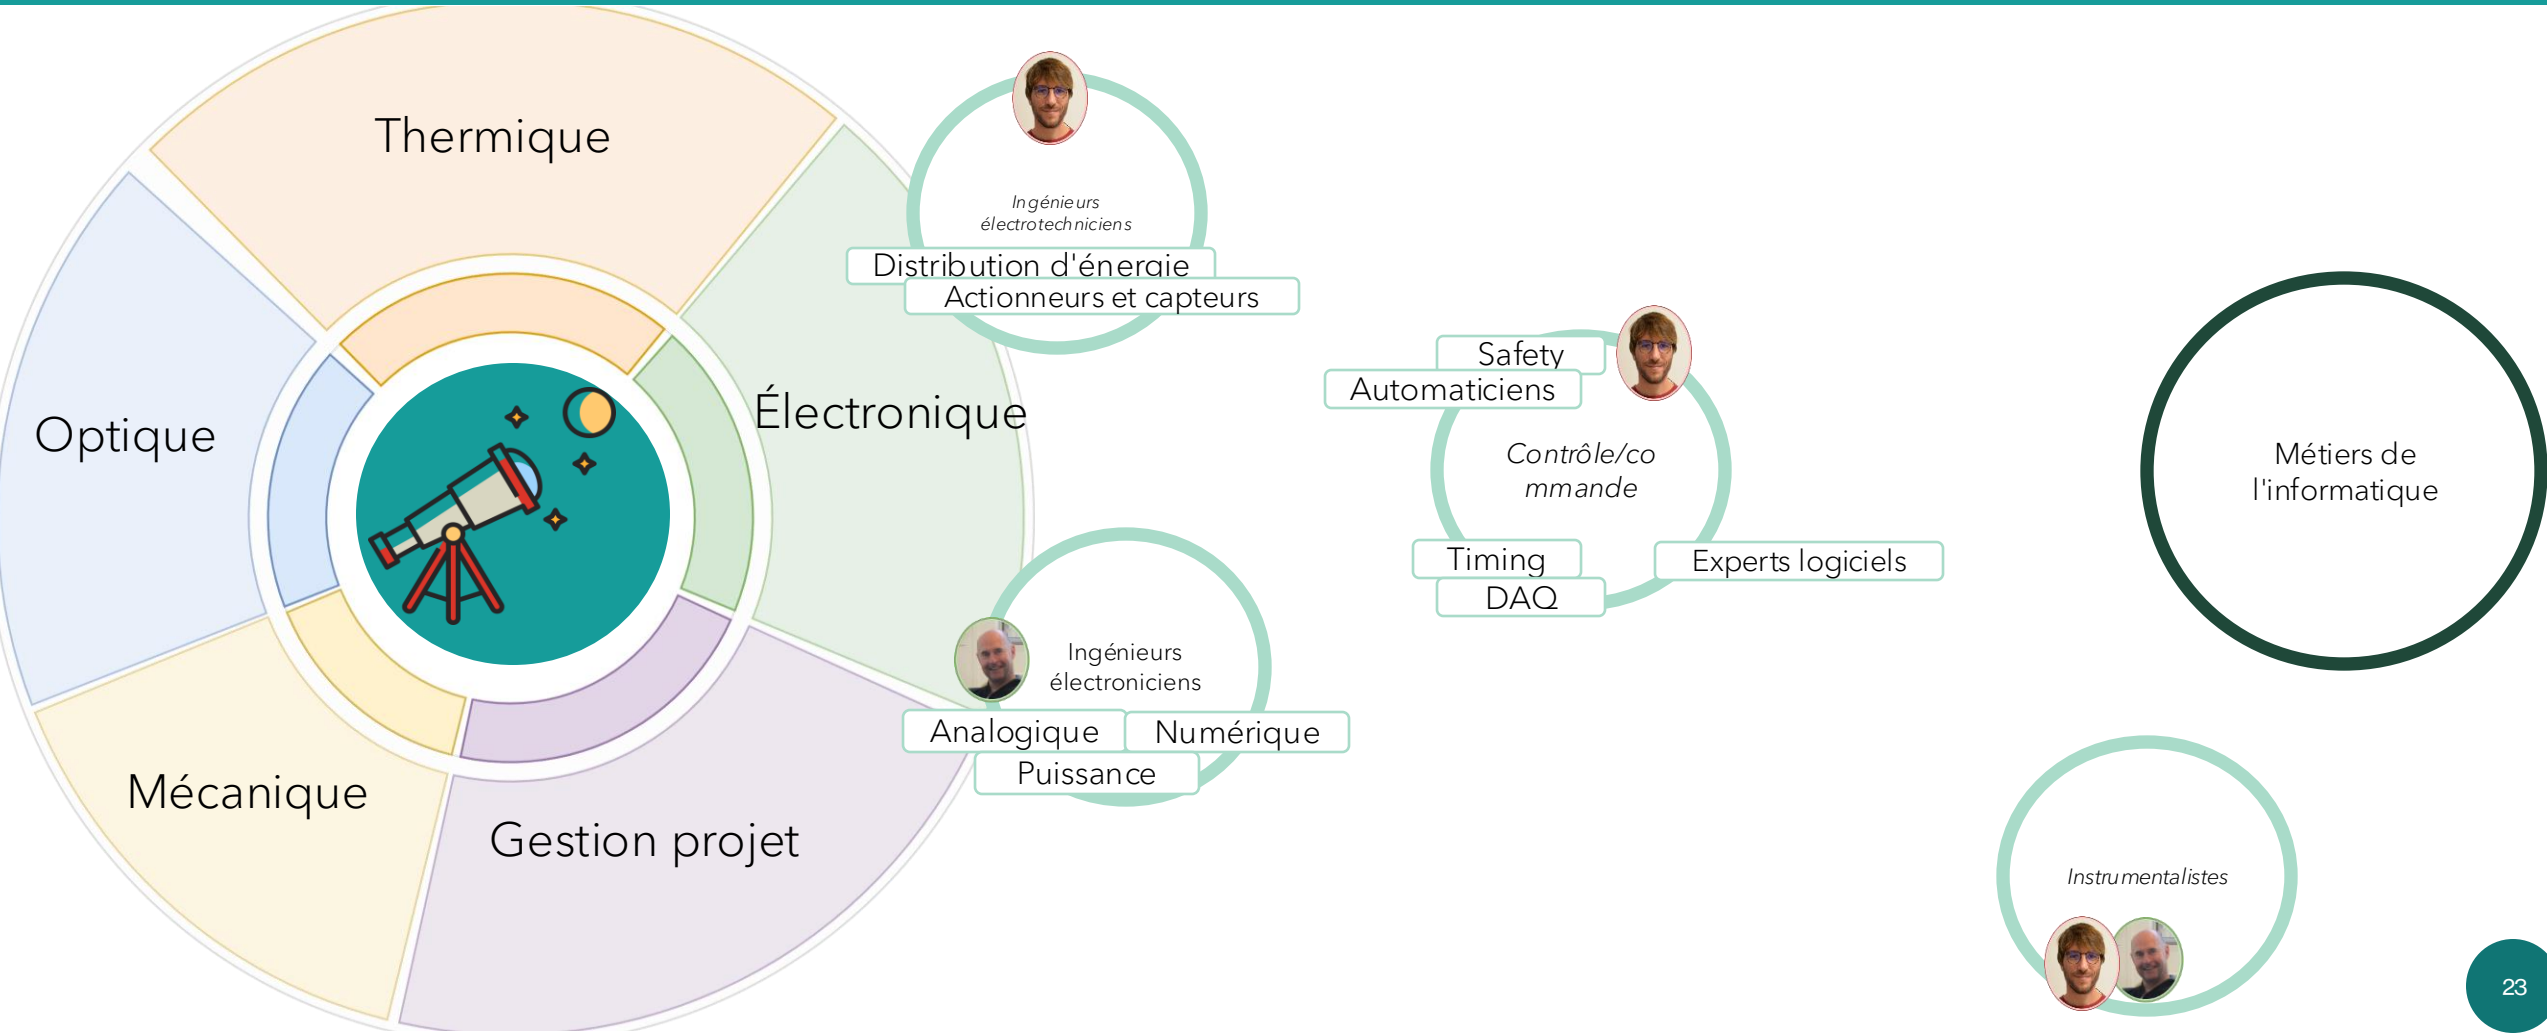 Thermique
Optique
Électronique
Mécanique
Gestion projet
Ingénieurs
électrotechniciens
Distribution d'énergie
Actionneurs et capteurs
Safety
Automaticiens
Contrôle/co
mmande
Timing
DAQ
Experts logiciels
Ingénieurs
électroniciens
Analogique
Numérique
Puissance
Métiers de
l'informatique
Instrumentalistes
23